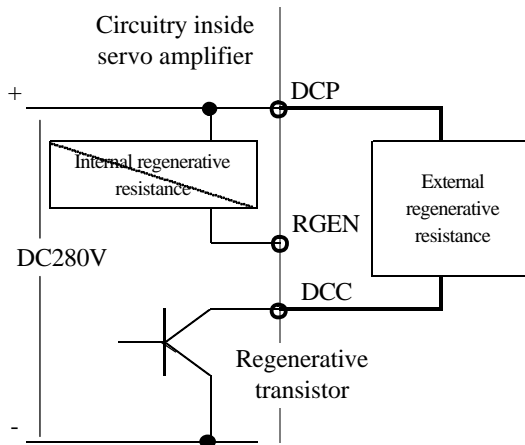 Circuitry inside
servo amplifier
DCP
+
Internal regenerative
resistance
External
regenerative
resistance
RGEN
DC280V
DCC
Regenerative
transistor
-